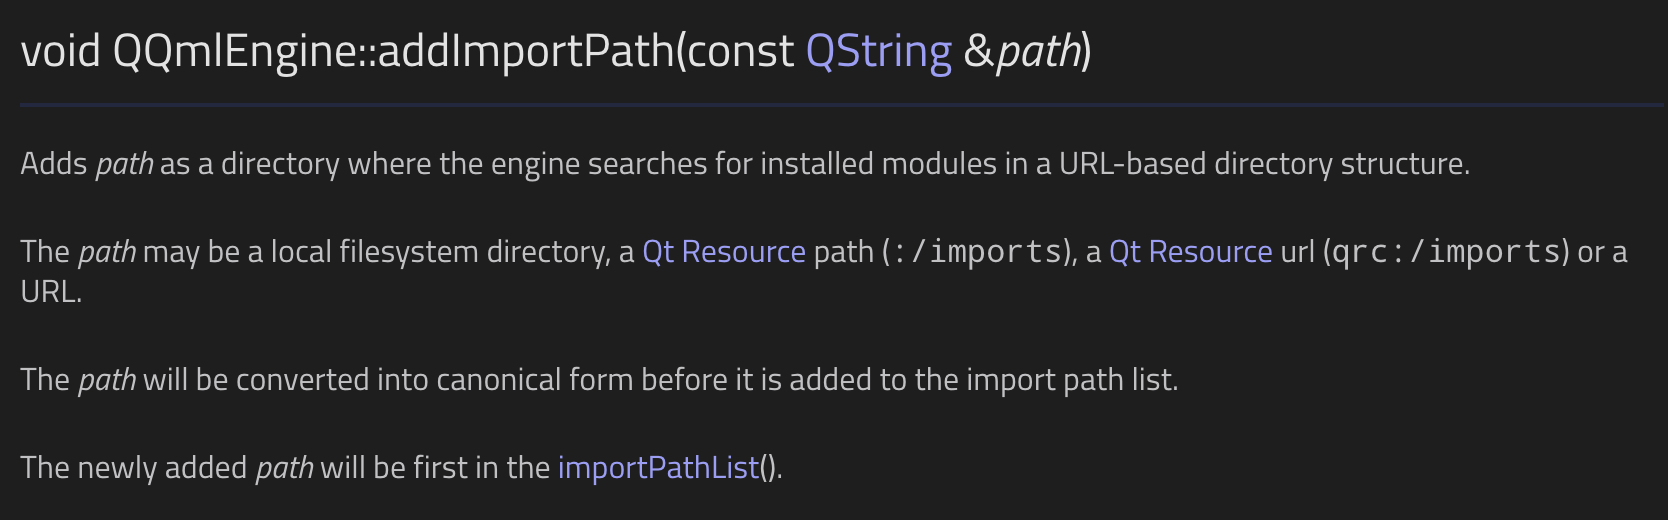 void QQmlEngine::addImportPath(const QString &path)
Adds path as a directory where the engine searches for installed modules in a URL-based directory structure.
The path may be a local filesystem directory, a Qt Resource path (:/imports), a Qt Resource url (qrc:/imports) or a
URL.
The path will be converted into canonical form before it is added to the import path list.
The newly added path will be first in the importPathList().